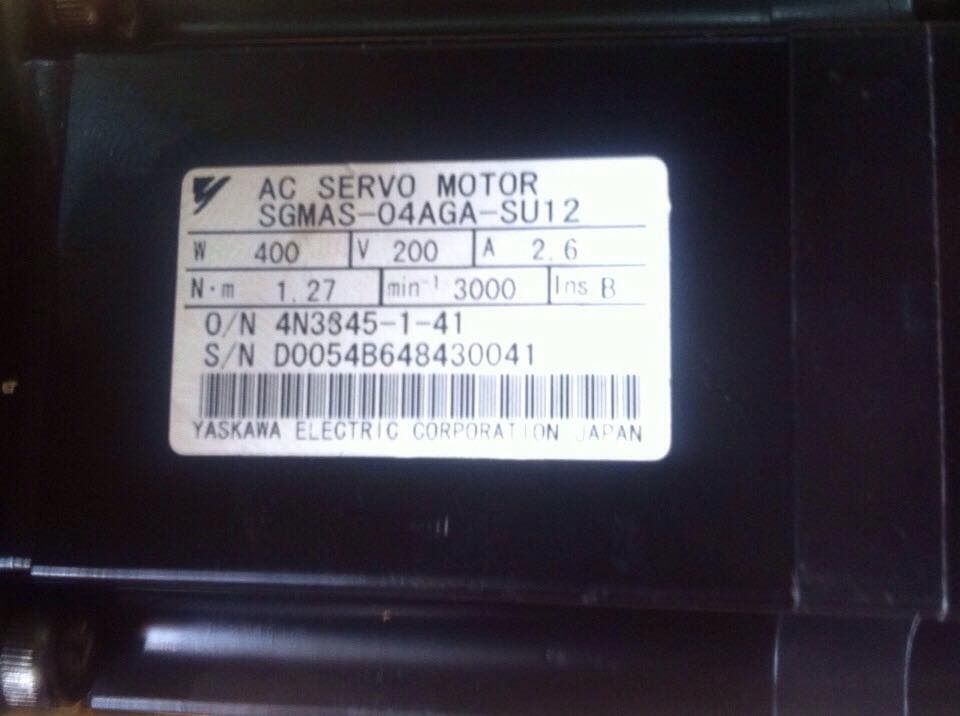 AC SERVO MOTOR
SGMAS-04AGA-SU12
W 400 V 200 A 2.6
N·m 1.27 min⁻¹ 3000 Ins B
O/N 4N3845-1-41
S/N D0054B648430041
YASKAWA ELECTRIC CORPORATION JAPAN